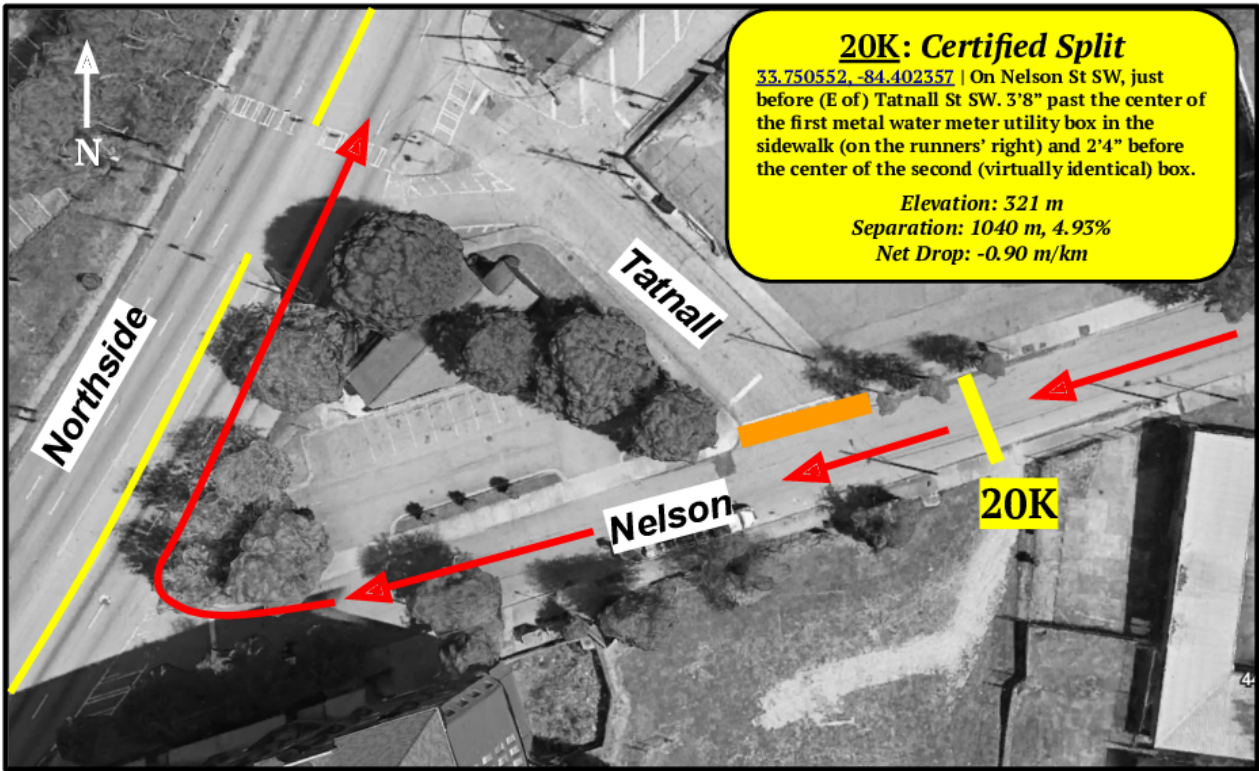 20K: Certified Split
33.750552, -84.402357 | On Nelson St SW, just
before (E of) Tatnall St SW. 3’8” past the center of
the first metal water meter utility box in the
sidewalk (on the runners’ right) and 2’4” before
the center of the second (virtually identical) box.
Elevation: 321 m
Separation: 1040 m, 4.93%
Net Drop: -0.90 m/km
N
Northside
Tatnall
Nelson
20K